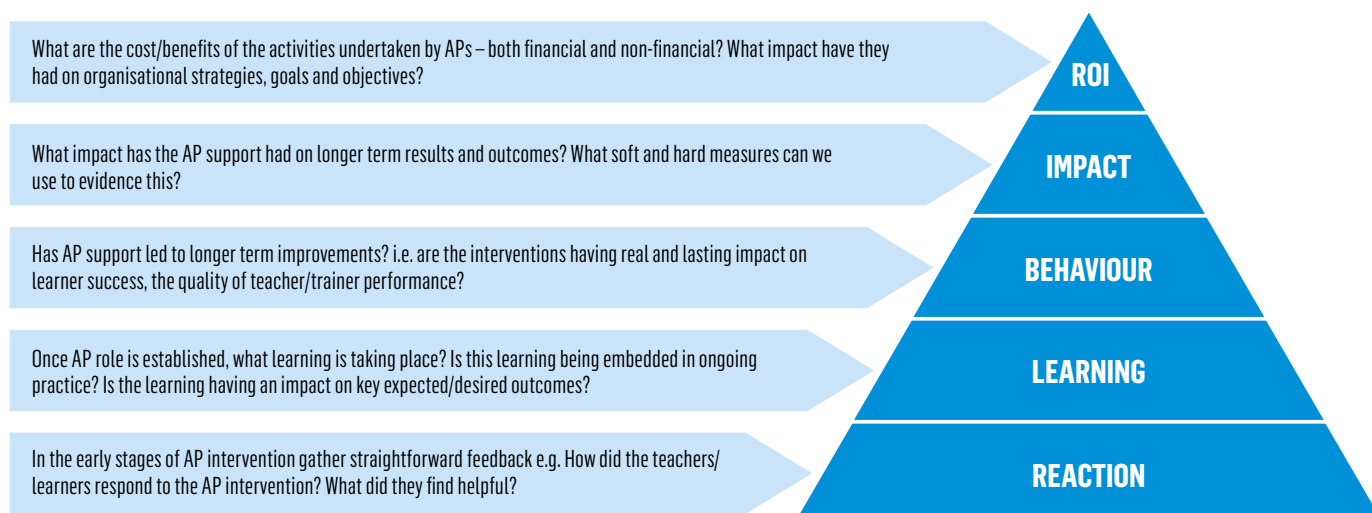 What are the cost/benefits of the activities undertaken by APs – both financial and non-financial? What impact have they
had on organisational strategies, goals and objectives?
ROI
What impact has the AP support had on longer term results and outcomes? What soft and hard measures can we
use to evidence this?
IMPACT
Has AP support led to longer term improvements? i.e. are the interventions having real and lasting impact on
learner success, the quality of teacher/trainer performance?
BEHAVIOUR
Once AP role is established, what learning is taking place? Is this learning being embedded in ongoing
practice? Is the learning having an impact on key expected/desired outcomes?
LEARNING
In the early stages of AP intervention gather straightforward feedback e.g. How did the teachers/
learners respond to the AP intervention? What did they find helpful?
REACTION